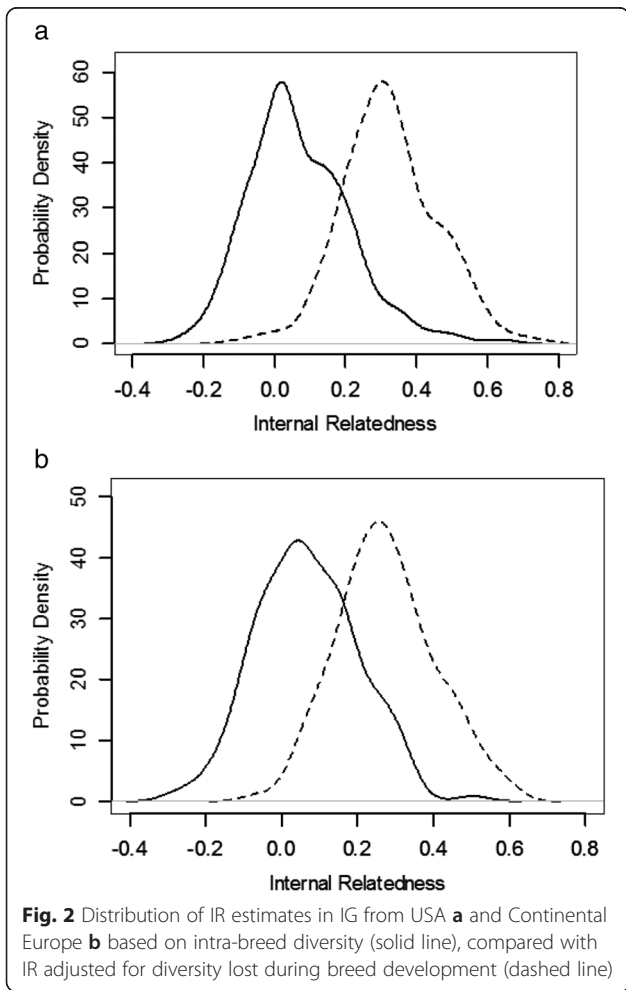 a
60
50
40
30
20
10
0
Probability Density
-0.4 -0.2 0.0 0.2 0.4 0.6 0.8
Internal Relatedness
b
50
40
30
20
10
0
Probability Density
-0.4 -0.2 0.0 0.2 0.4 0.6 0.8
Internal Relatedness
Fig. 2 Distribution of IR estimates in IG from USA a and Continental
Europe b based on intra-breed diversity (solid line), compared with
IR adjusted for diversity lost during breed development (dashed line)